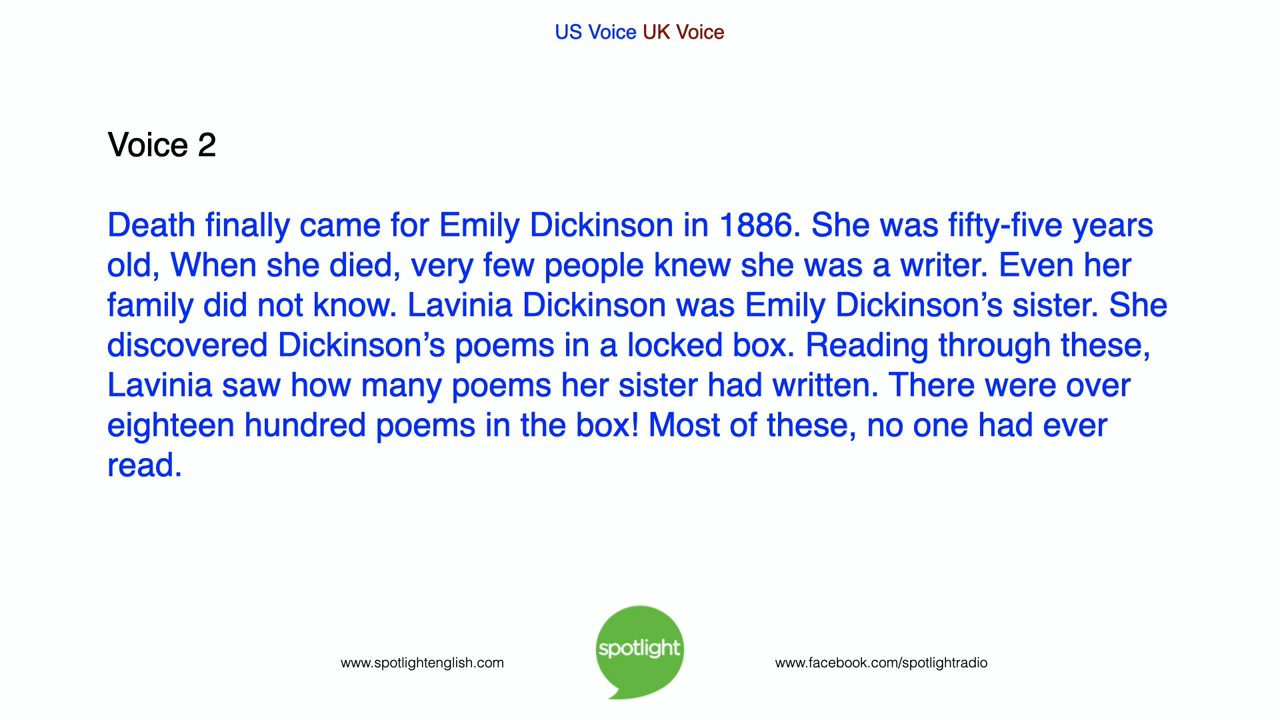 US Voice UK Voice
Voice 2
Death finally came for Emily Dickinson in 1886. She was fifty-five years
old, When she died, very few people knew she was a writer. Even her
family did not know. Lavinia Dickinson was Emily Dickinson’s sister. She
discovered Dickinson’s poems in a locked box. Reading through these,
Lavinia saw how many poems her sister had written. There were over
eighteen hundred poems in the box! Most of these, no one had ever
read.
spotlight
www.spotlightenglish.com
www.facebook.com/spotlightradio